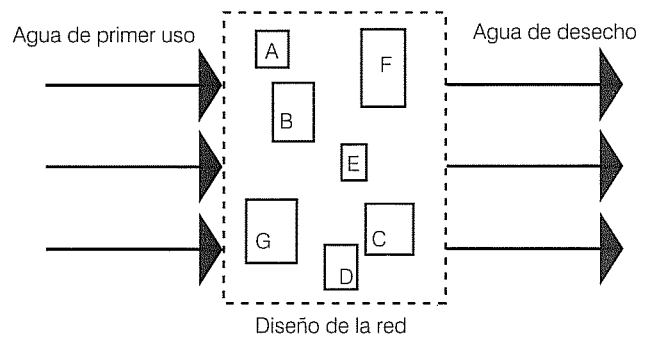 Agua de primer uso
Agua de desecho
A
F
B
E
G
C
D
Diseño de la red